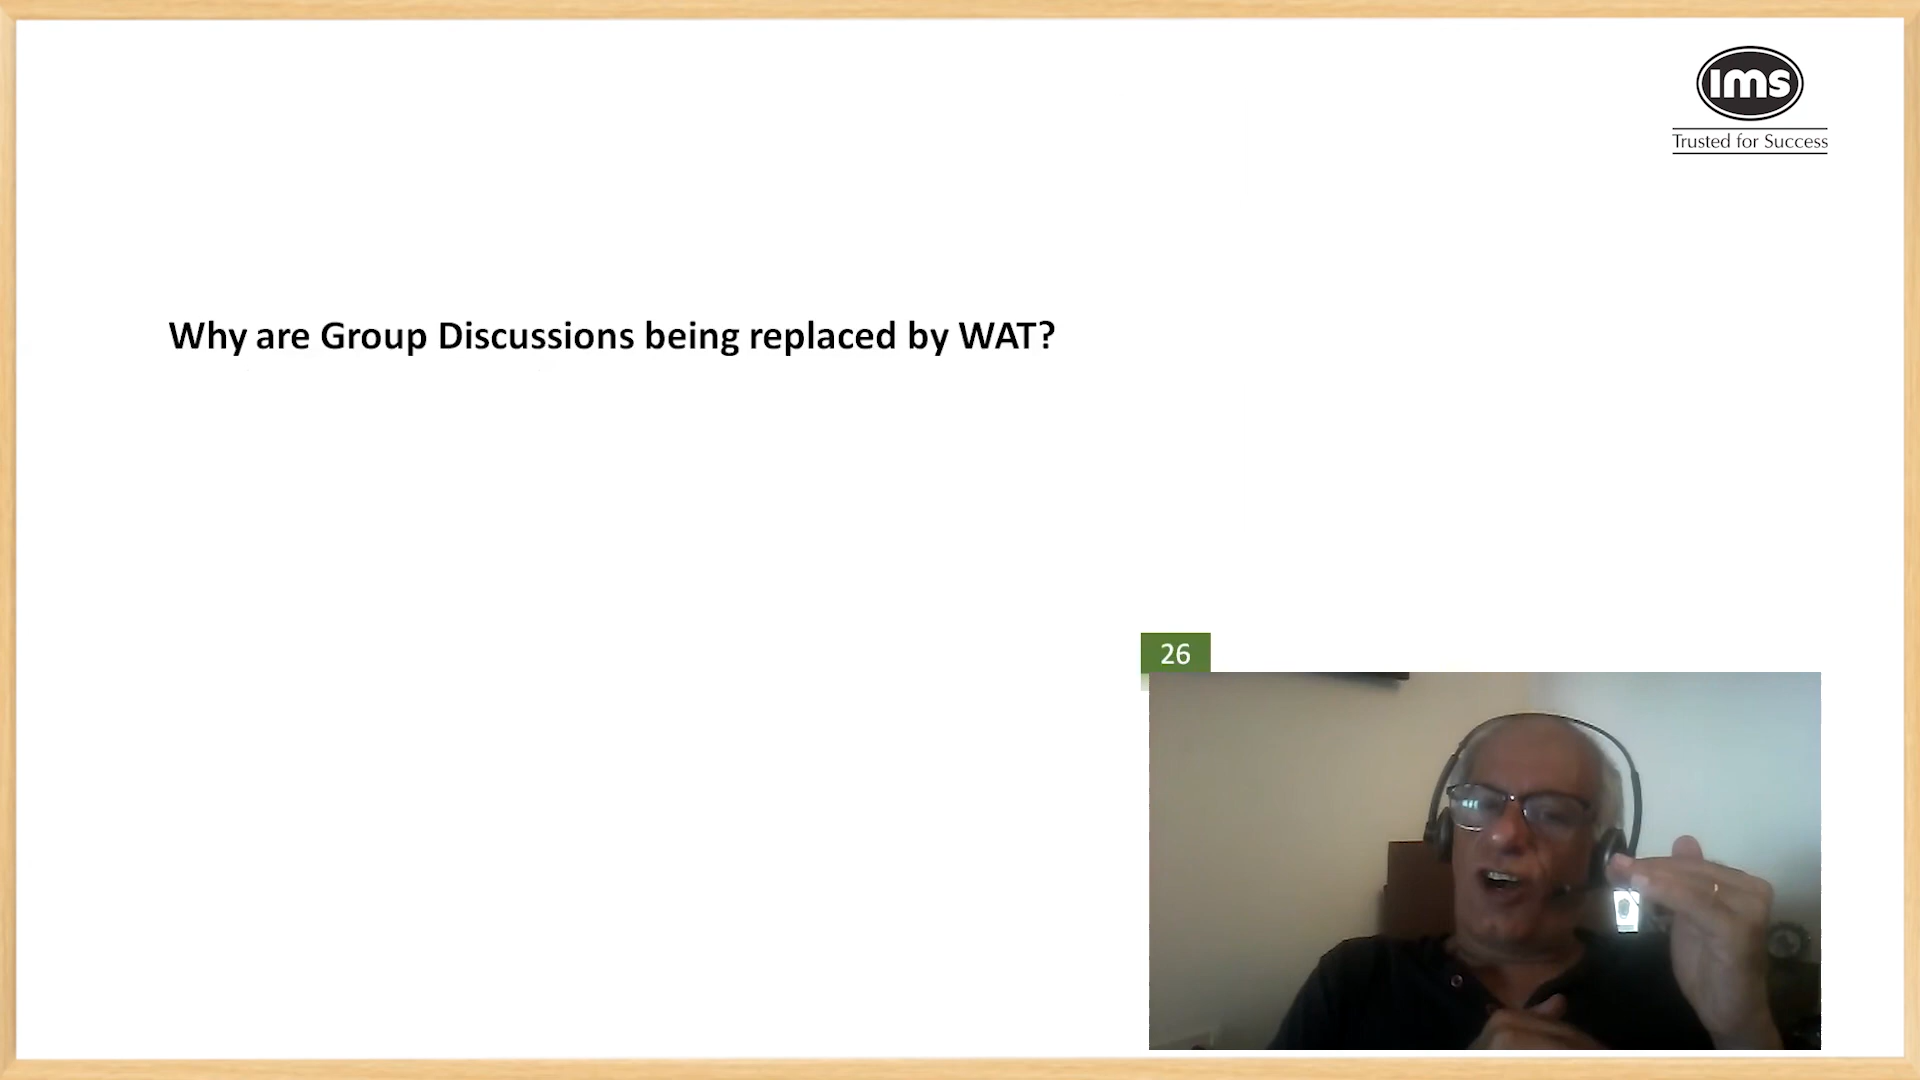 ims
Trusted for Success
Why are Group Discussions being replaced by WAT?
26